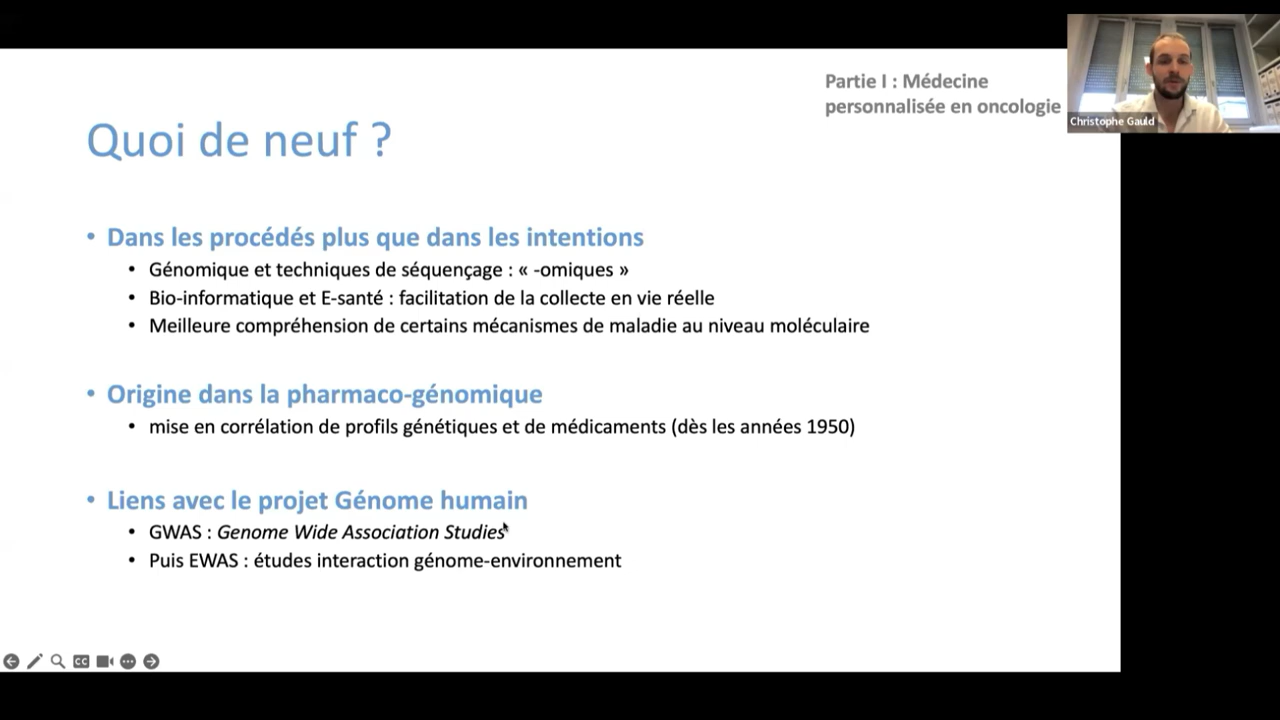 Partie I : Médecine
personnalisée en oncologie
Christophe Gauld
Quoi de neuf ?
• Dans les procédés plus que dans les intentions
• Génomique et techniques de séquençage : « -omiques »
• Bio-informatique et E-santé : facilitation de la collecte en vie réelle
• Meilleure compréhension de certains mécanismes de maladie au niveau moléculaire
• Origine dans la pharmaco-génomique
• mise en corrélation de profils génétiques et de médicaments (dès les années 1950)
• Liens avec le projet Génome humain
• GWAS : Genome Wide Association Studies
• Puis EWAS : études interaction génome-environnement
CC